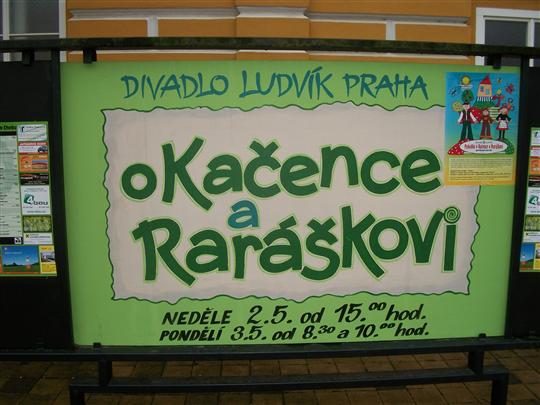 DIVADLO LUDVÍK PRAHA
o Kačence
a
Raráškovi
NEDĚLE 2.5. od 15.00 hod.
PONDĚLÍ 3.5. od 8.30 a 10.00 hod.